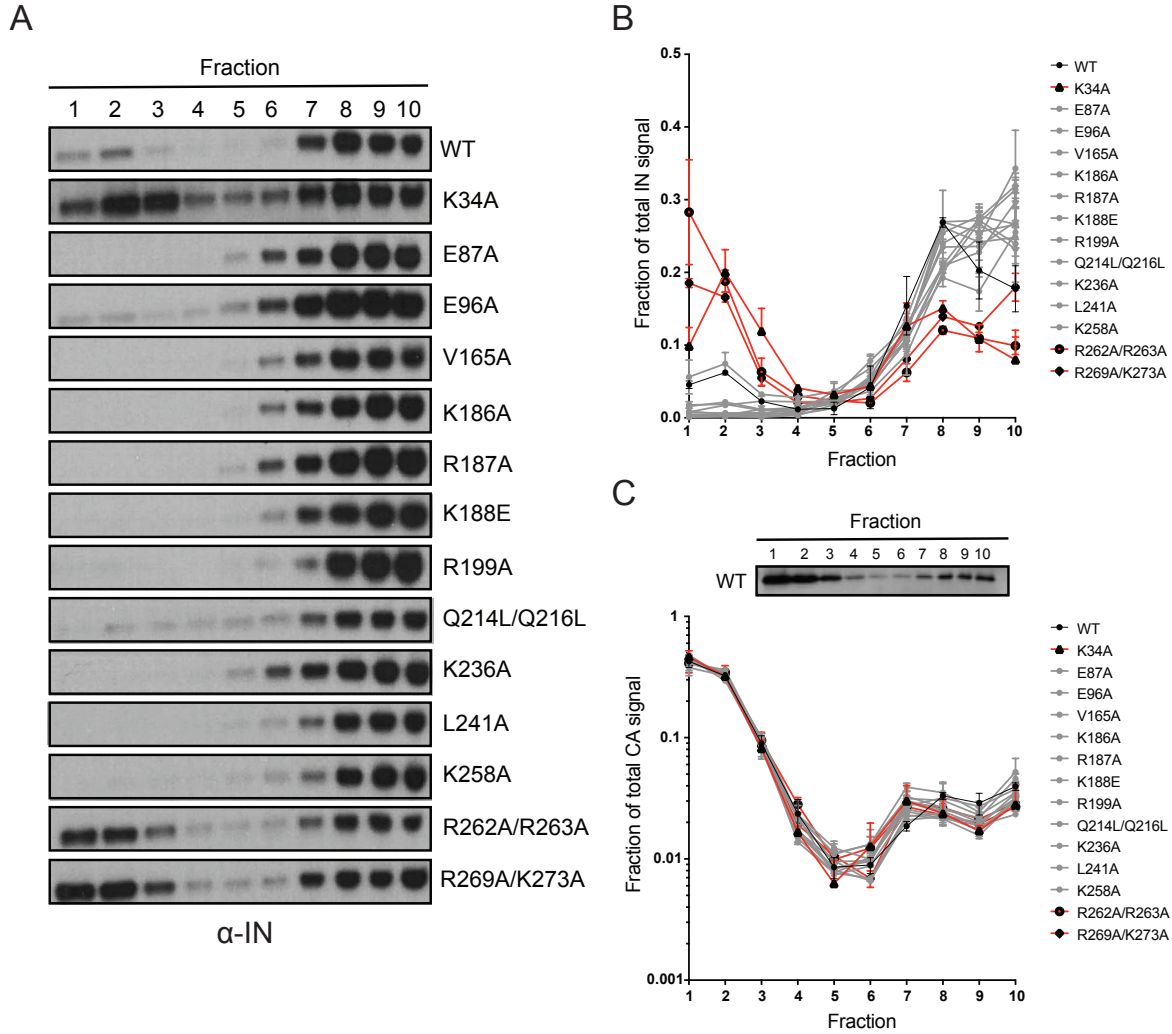 A
Fraction
1 2 3 4 5 6 7 8 9 10
WT
K34A
E87A
E96A
V165A
K186A
R187A
K188E
R199A
Q214L/Q216L
K236A
L241A
K258A
R262A/R263A
R269A/K273A
α-IN
B
Fraction of total IN signal
0.5
0.4
0.3
0.2
0.1
0.0
1 2 3 4 5 6 7 8 9 10
Fraction
WT
K34A
E87A
E96A
V165A
K186A
R187A
K188E
R199A
Q214L/Q216L
K236A
L241A
K258A
R262A/R263A
R269A/K273A
C
Fraction
1 2 3 4 5 6 7 8 9 10
WT
Fraction of total CA signal
1
0.1
0.01
0.001
1 2 3 4 5 6 7 8 9 10
Fraction
WT
K34A
E87A
E96A
V165A
K186A
R187A
K188E
R199A
Q214L/Q216L
K236A
L241A
K258A
R262A/R263A
R269A/K273A